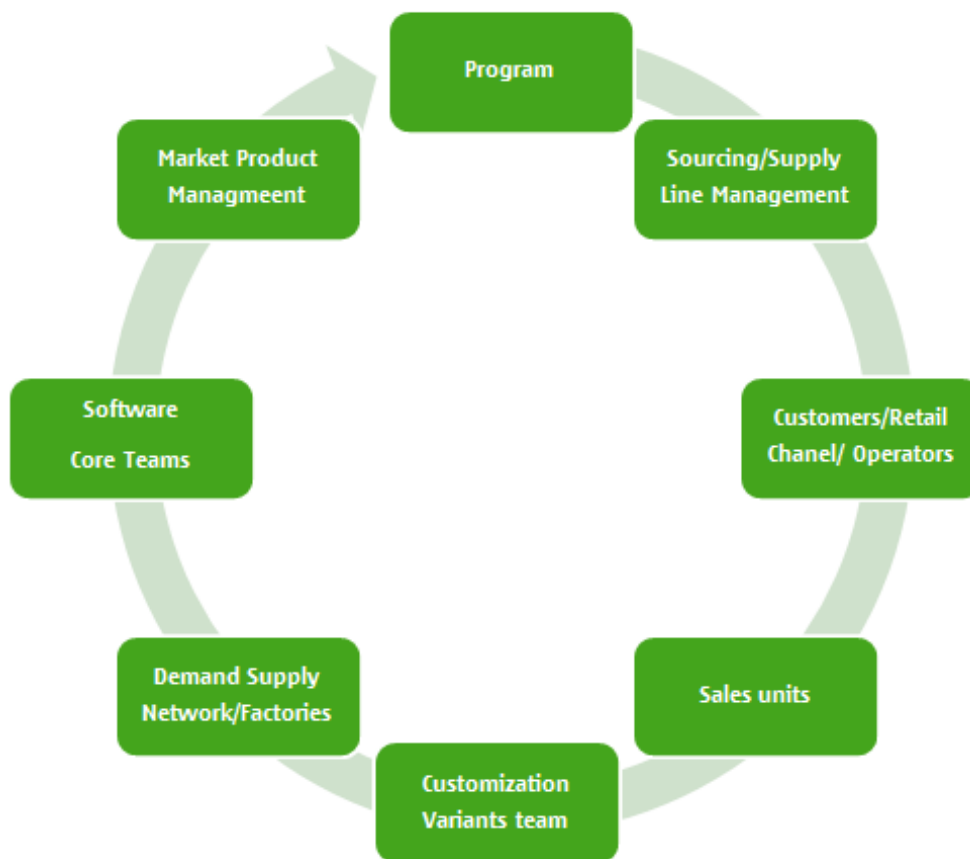 Program
Sourcing/Supply
Line Management
Customers/Retail
Chanel/ Operators
Sales units
Customization
Variants team
Demand Supply
Network/Factories
Software
Core Teams
Market Product
Managmeent